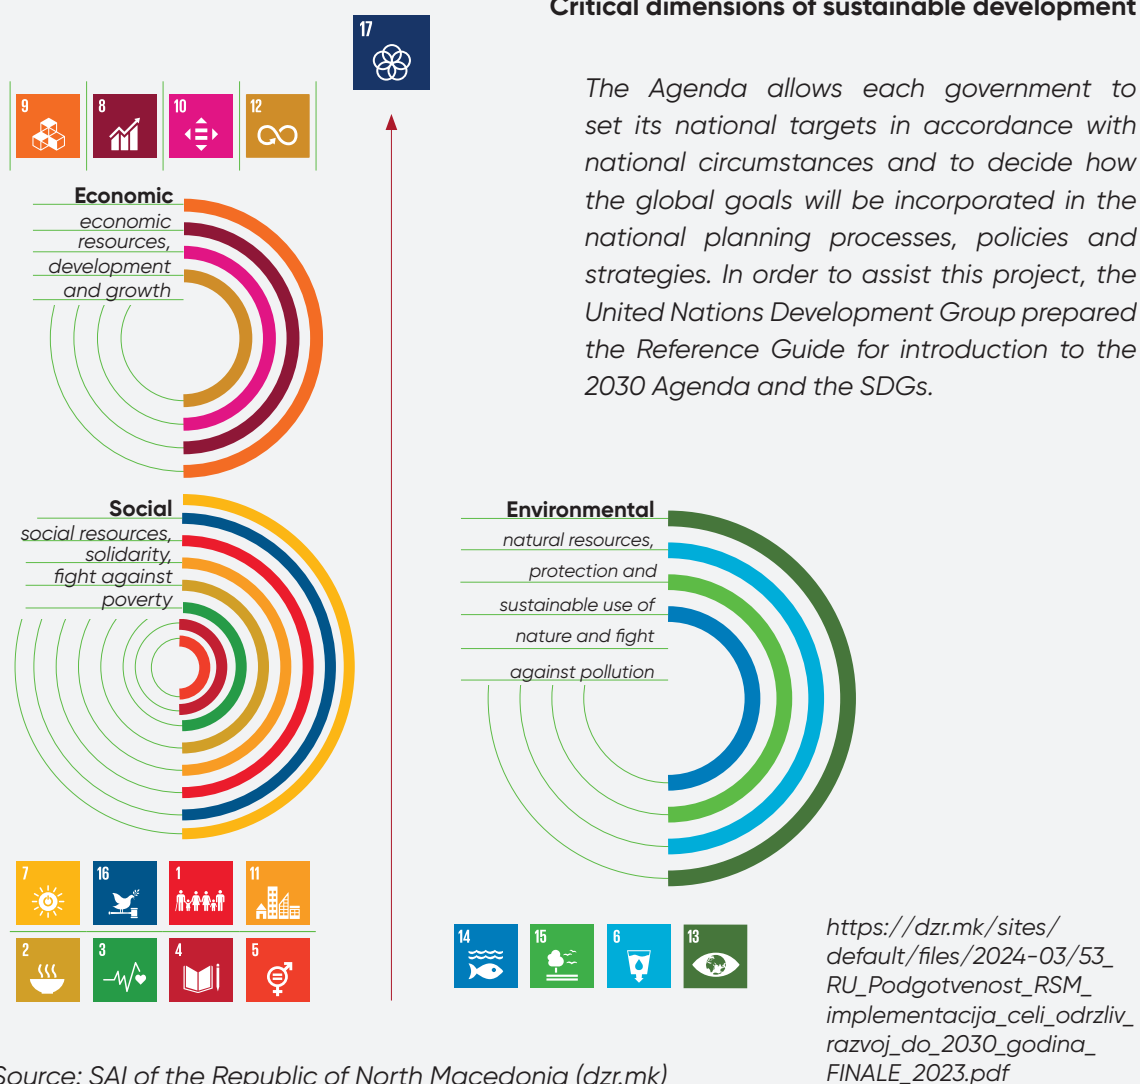 Critical dimensions of sustainable development
17
The Agenda allows each government to
set its national targets in accordance with
national circumstances and to decide how
the global goals will be incorporated in the
national planning processes, policies and
strategies. In order to assist this project, the
United Nations Development Group prepared
the Reference Guide for introduction to the
2030 Agenda and the SDGs.
9 8 10 12
Economic
economic
resources,
development
and growth
Social
social resources,
solidarity,
fight against
poverty
Environmental
natural resources,
protection and
sustainable use of
nature and fight
against pollution
7 16 1 11
2 3 4 5
14 15 6 13
https://dzr.mk/sites/
default/files/2024-03/53_
RU_Podgotvenost_RSM_
implementacija_celi_odrzliv_
razvoj_do_2030_godina_
FINALE_2023.pdf
Source: SAI of the Republic of North Macedonia (dzr.mk)